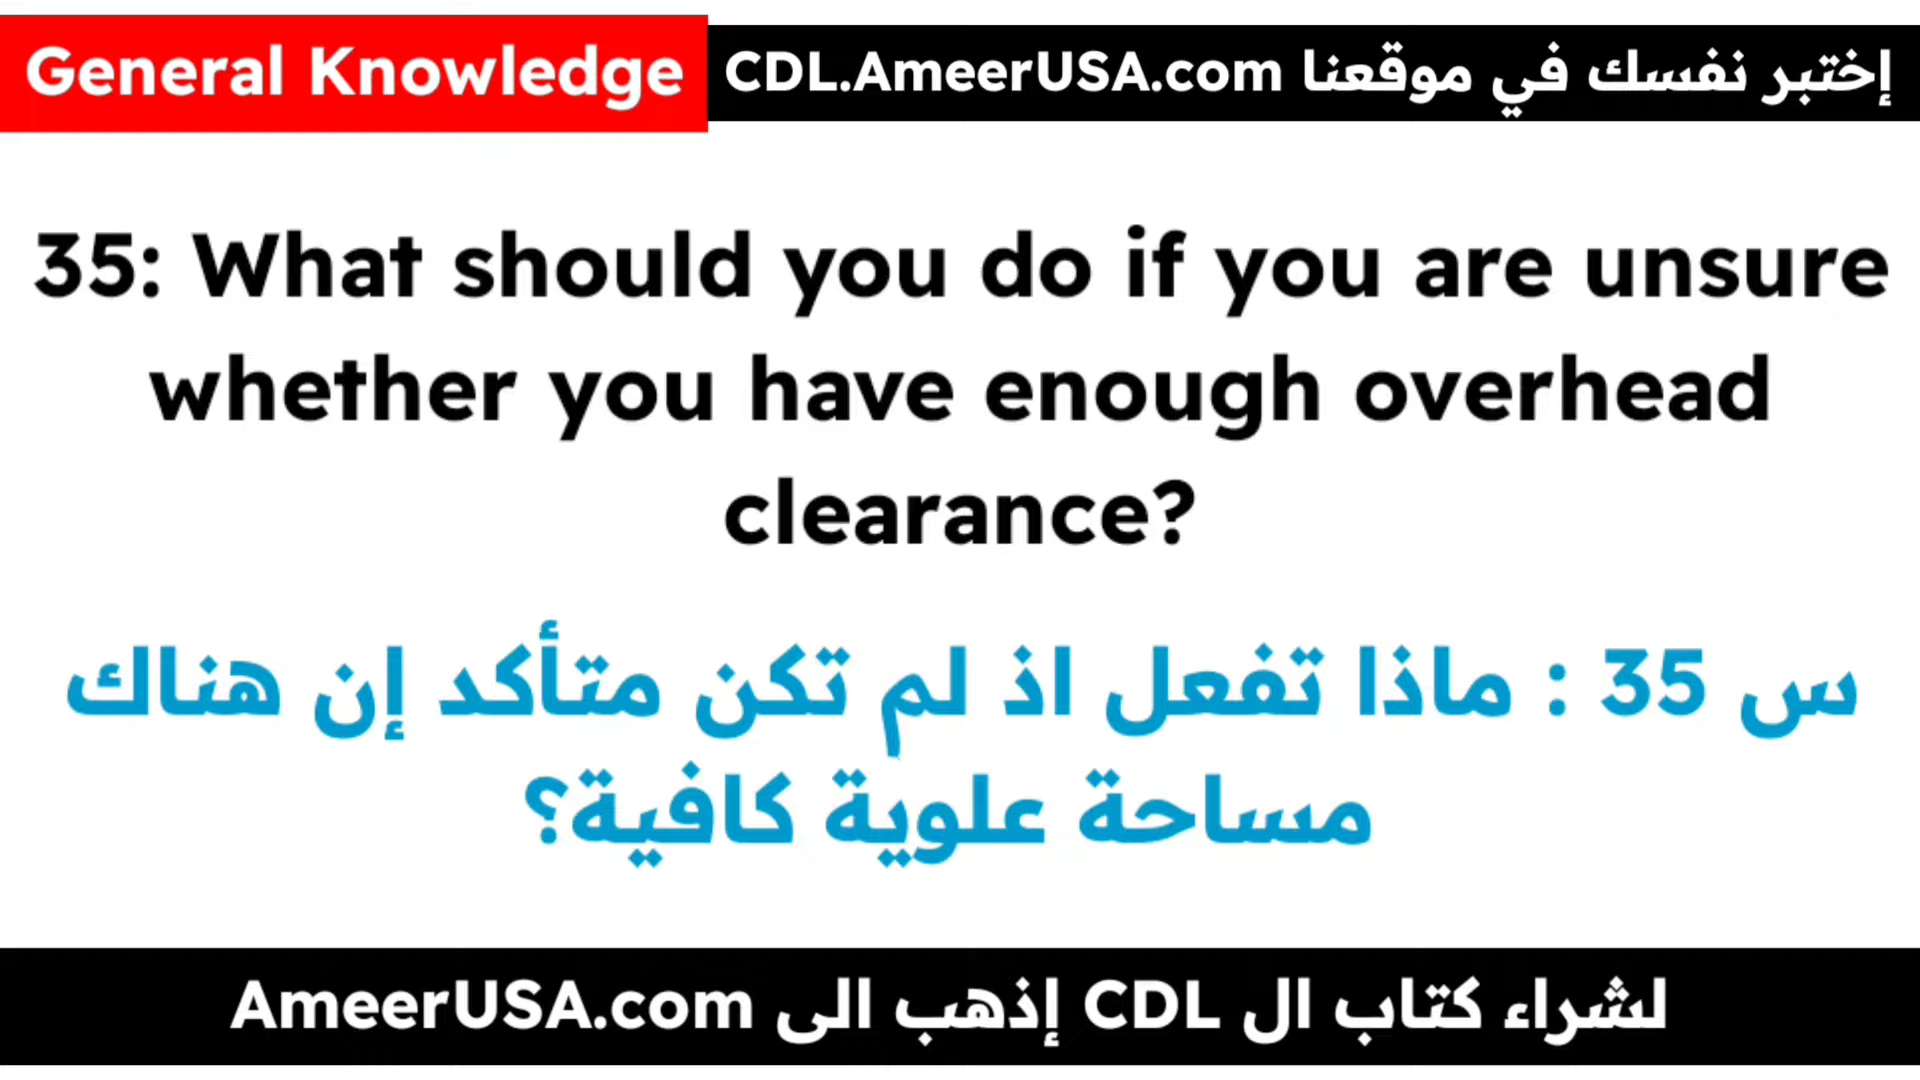 General Knowledge
إختبر نفسك في موقعنا CDL.AmeerUSA.com
35: What should you do if you are unsure
whether you have enough overhead
clearance?
س 35 : ماذا تفعل اذ لم تكن متأكد إن هناك
مساحة علوية كافية؟
لشراء كتاب ال CDL إذهب الى AmeerUSA.com